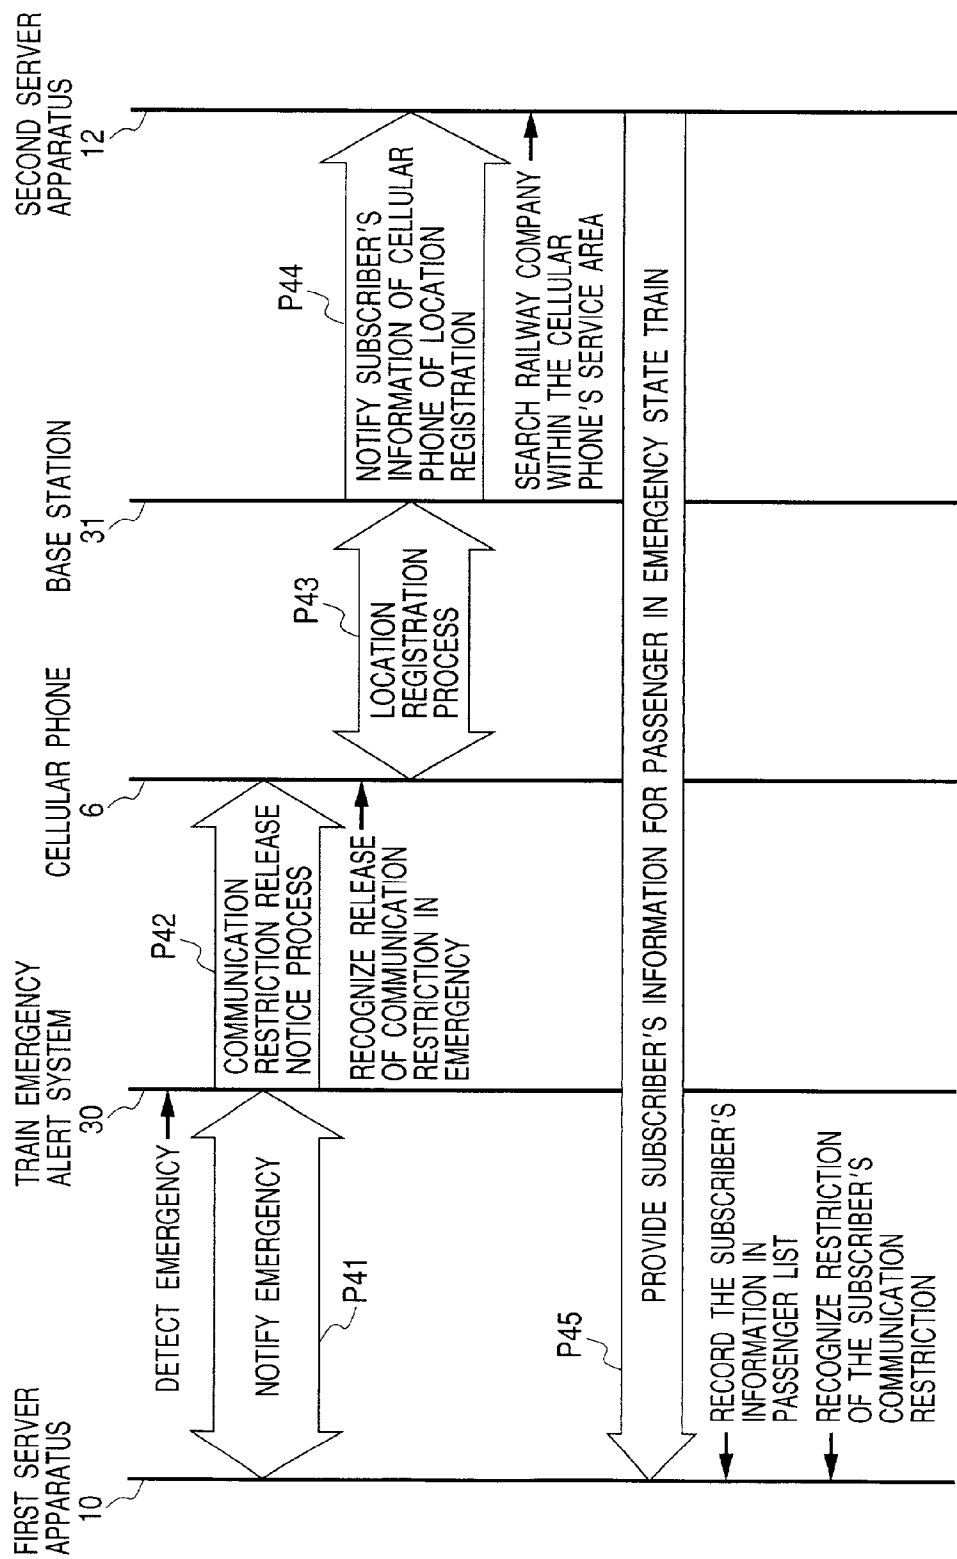 FIRST SERVER
APPARATUS
10
TRAIN EMERGENCY
ALERT SYSTEM
30
CELLULAR PHONE
6
BASE STATION
31
SECOND SERVER
APPARATUS
12
DETECT EMERGENCY
NOTIFY EMERGENCY
P41
P42
COMMUNICATION
RESTRICTION RELEASE
NOTICE PROCESS
RECOGNIZE RELEASE
OF COMMUNICATION
RESTRICTION IN
EMERGENCY
P43
LOCATION
REGISTRATION
PROCESS
P44
NOTIFY SUBSCRIBER'S
INFORMATION OF CELLULAR
PHONE OF LOCATION
REGISTRATION
SEARCH RAILWAY COMPANY
WITHIN THE CELLULAR
PHONE'S SERVICE AREA
P45
PROVIDE SUBSCRIBER'S INFORMATION FOR PASSENGER IN EMERGENCY STATE TRAIN
RECORD THE SUBSCRIBER'S
INFORMATION IN
PASSENGER LIST
RECOGNIZE RESTRICTION
OF THE SUBSCRIBER'S
COMMUNICATION
RESTRICTION